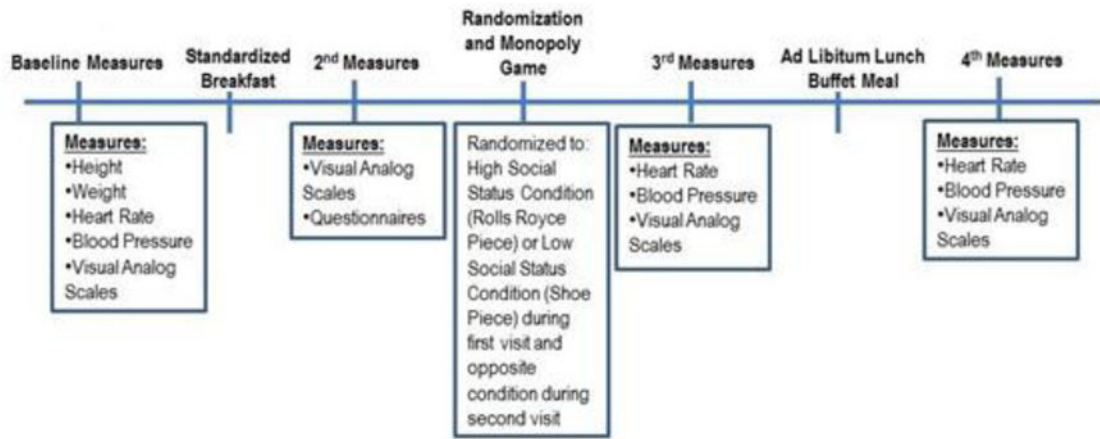 Baseline Measures
Standardized
Breakfast
2nd Measures
Randomization
and Monopoly
Game
3rd Measures
Ad Libitum Lunch
Buffet Meal
4th Measures
Measures:
•Height
•Weight
•Heart Rate
•Blood Pressure
•Visual Analog
Scales
Measures:
•Visual Analog
Scales
•Questionnaires
Randomized to:
High Social
Status Condition
(Rolls Royce
Piece) or Low
Social Status
Condition (Shoe
Piece) during
first visit and
opposite
condition during
second visit
Measures:
•Heart Rate
•Blood Pressure
•Visual Analog
Scales
Measures:
•Heart Rate
•Blood Pressure
•Visual Analog
Scales